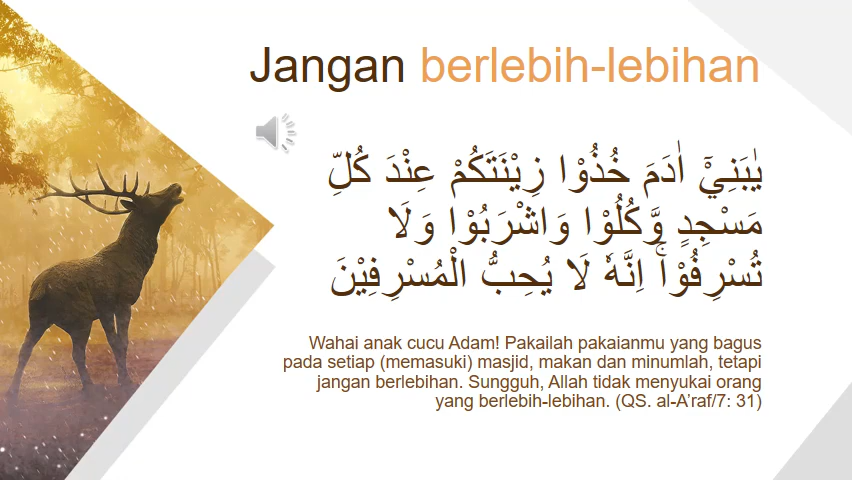 Jangan berlebih-lebihan
يٰبَنِيْٓ اٰدَمَ خُذُوْا زِيْنَتَكُمْ عِنْدَ كُلِّ
مَسْجِدٍ وَّكُلُوْا وَاشْرَبُوْا وَلَا
تُسْرِفُوْاۚ اِنَّهٗ لَا يُحِبُّ الْمُسْرِفِيْنَ
Wahai anak cucu Adam! Pakailah pakaianmu yang bagus
pada setiap (memasuki) masjid, makan dan minumlah, tetapi
jangan berlebihan. Sungguh, Allah tidak menyukai orang
yang berlebih-lebihan. (QS. al-A’raf/7: 31)